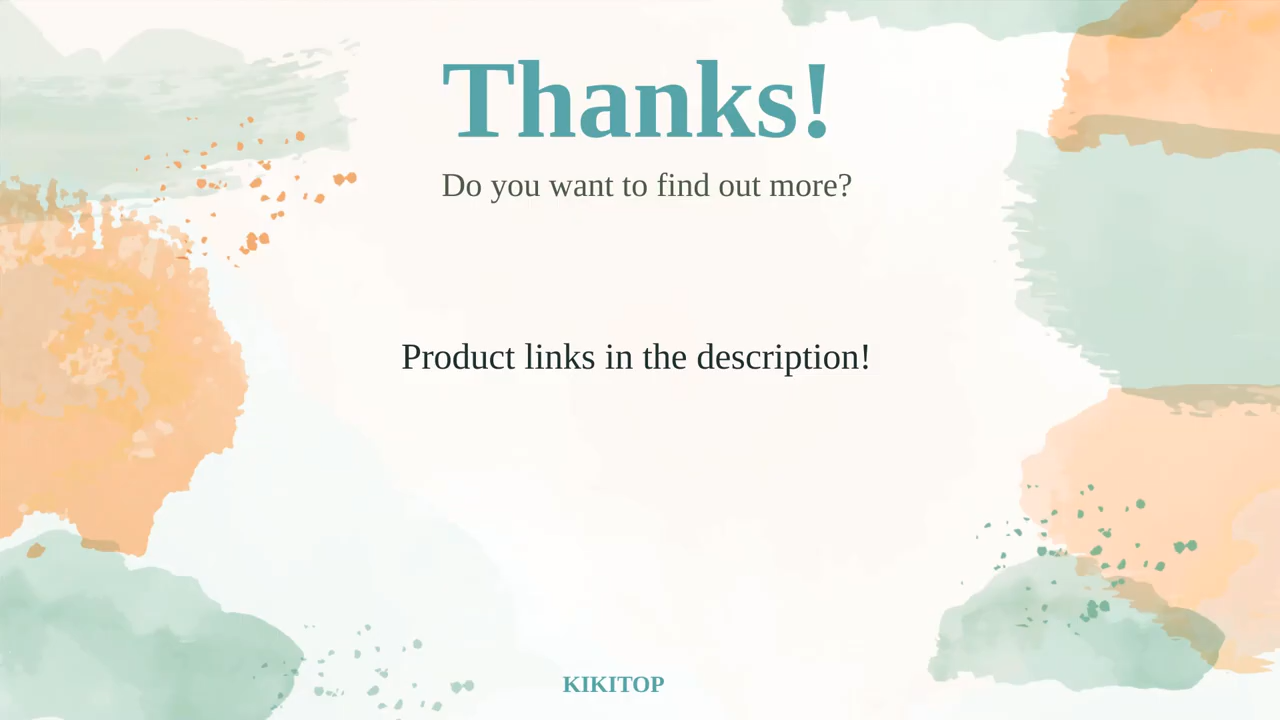 Thanks!
Do you want to find out more?
Product links in the description!
KIKITOP